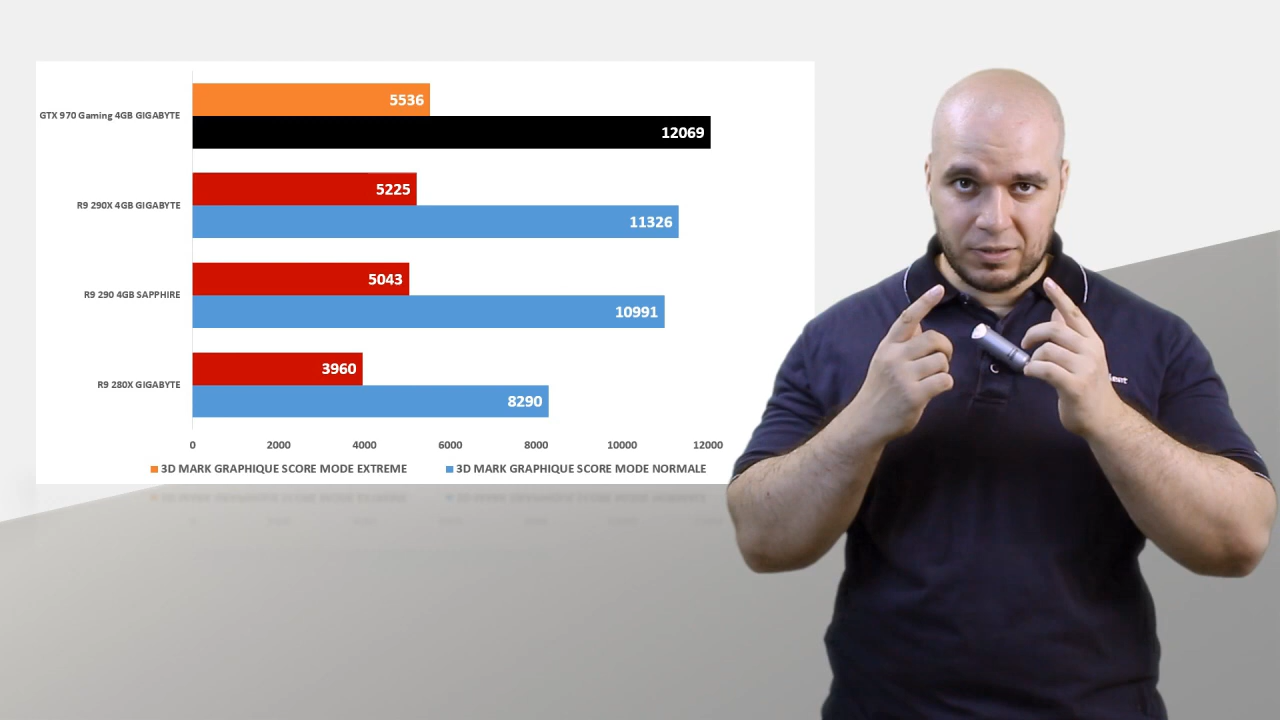 GTX 970 Gaming 4GB GIGABYTE
5536
12069
R9 290X 4GB GIGABYTE
5225
11326
R9 290 4GB SAPPHIRE
5043
10991
R9 280X GIGABYTE
3960
8290
0 2000 4000 6000 8000 10000 12000
3D MARK GRAPHIQUE SCORE MODE EXTREME 3D MARK GRAPHIQUE SCORE MODE NORMALE